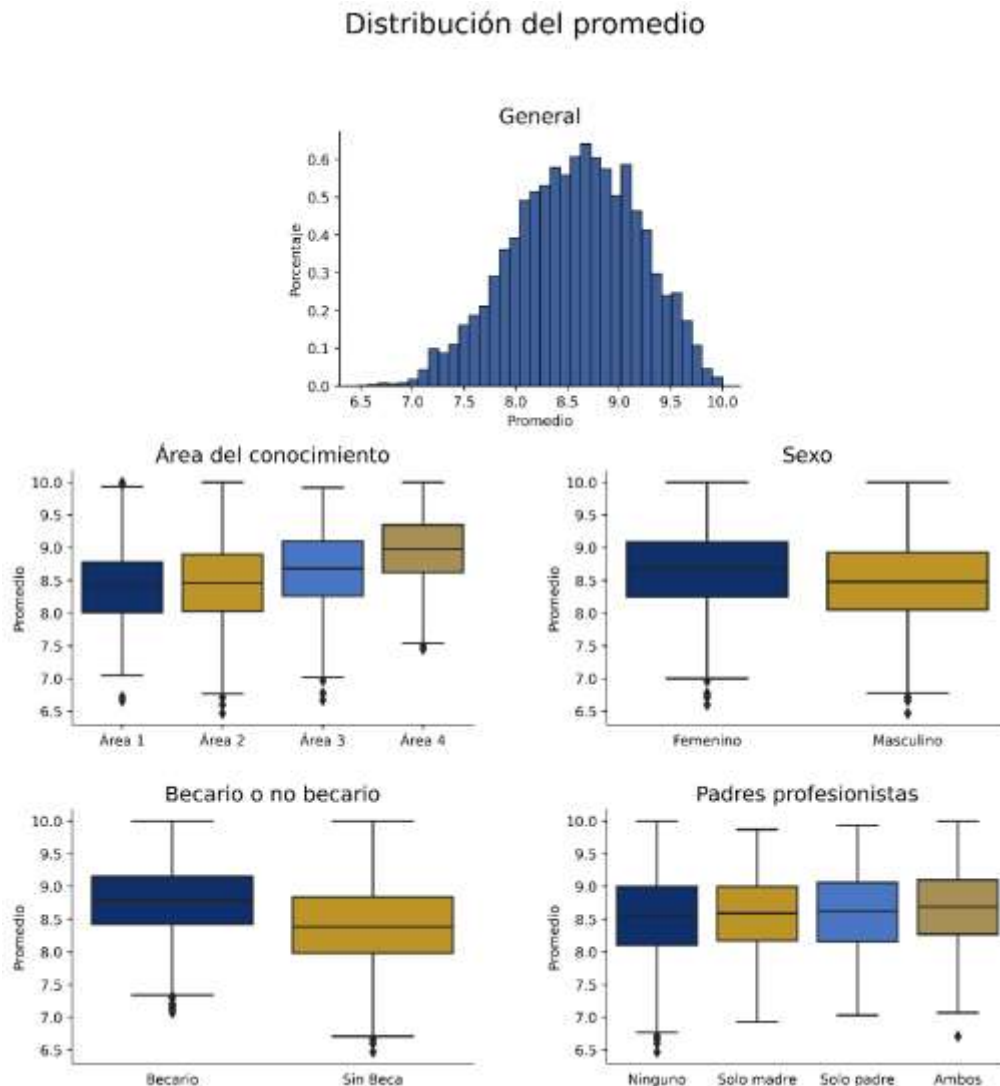 Distribución del promedio
General
Porcentaje
0.6
0.5
0.4
0.3
0.2
0.1
0.0
6.5 7.0 7.5 8.0 8.5 9.0 9.5 10.0
Promedio
Área del conocimiento
Promedio
10.0
9.5
9.0
8.5
8.0
7.5
7.0
6.5
Área 1 Área 2 Área 3 Área 4
Sexo
Promedio
10.0
9.5
9.0
8.5
8.0
7.5
7.0
6.5
Femenino Masculino
Becario o no becario
Promedio
10.0
9.5
9.0
8.5
8.0
7.5
7.0
6.5
Becario Sin Beca
Padres profesionistas
Promedio
10.0
9.5
9.0
8.5
8.0
7.5
7.0
6.5
Ninguno Solo madre Solo padre Ambos